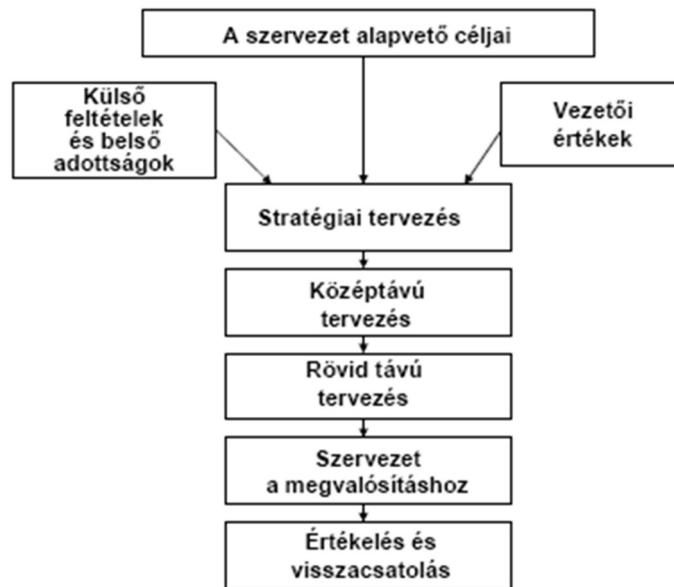 A szervezet alapvető céljai
Külső
feltételek
és belső
adottságok
Vezetői
értékek
Stratégiai tervezés
Középtávú
tervezés
Rövid távú
tervezés
Szervezet
a megvalósításhoz
Értékelés és
visszacsatolás